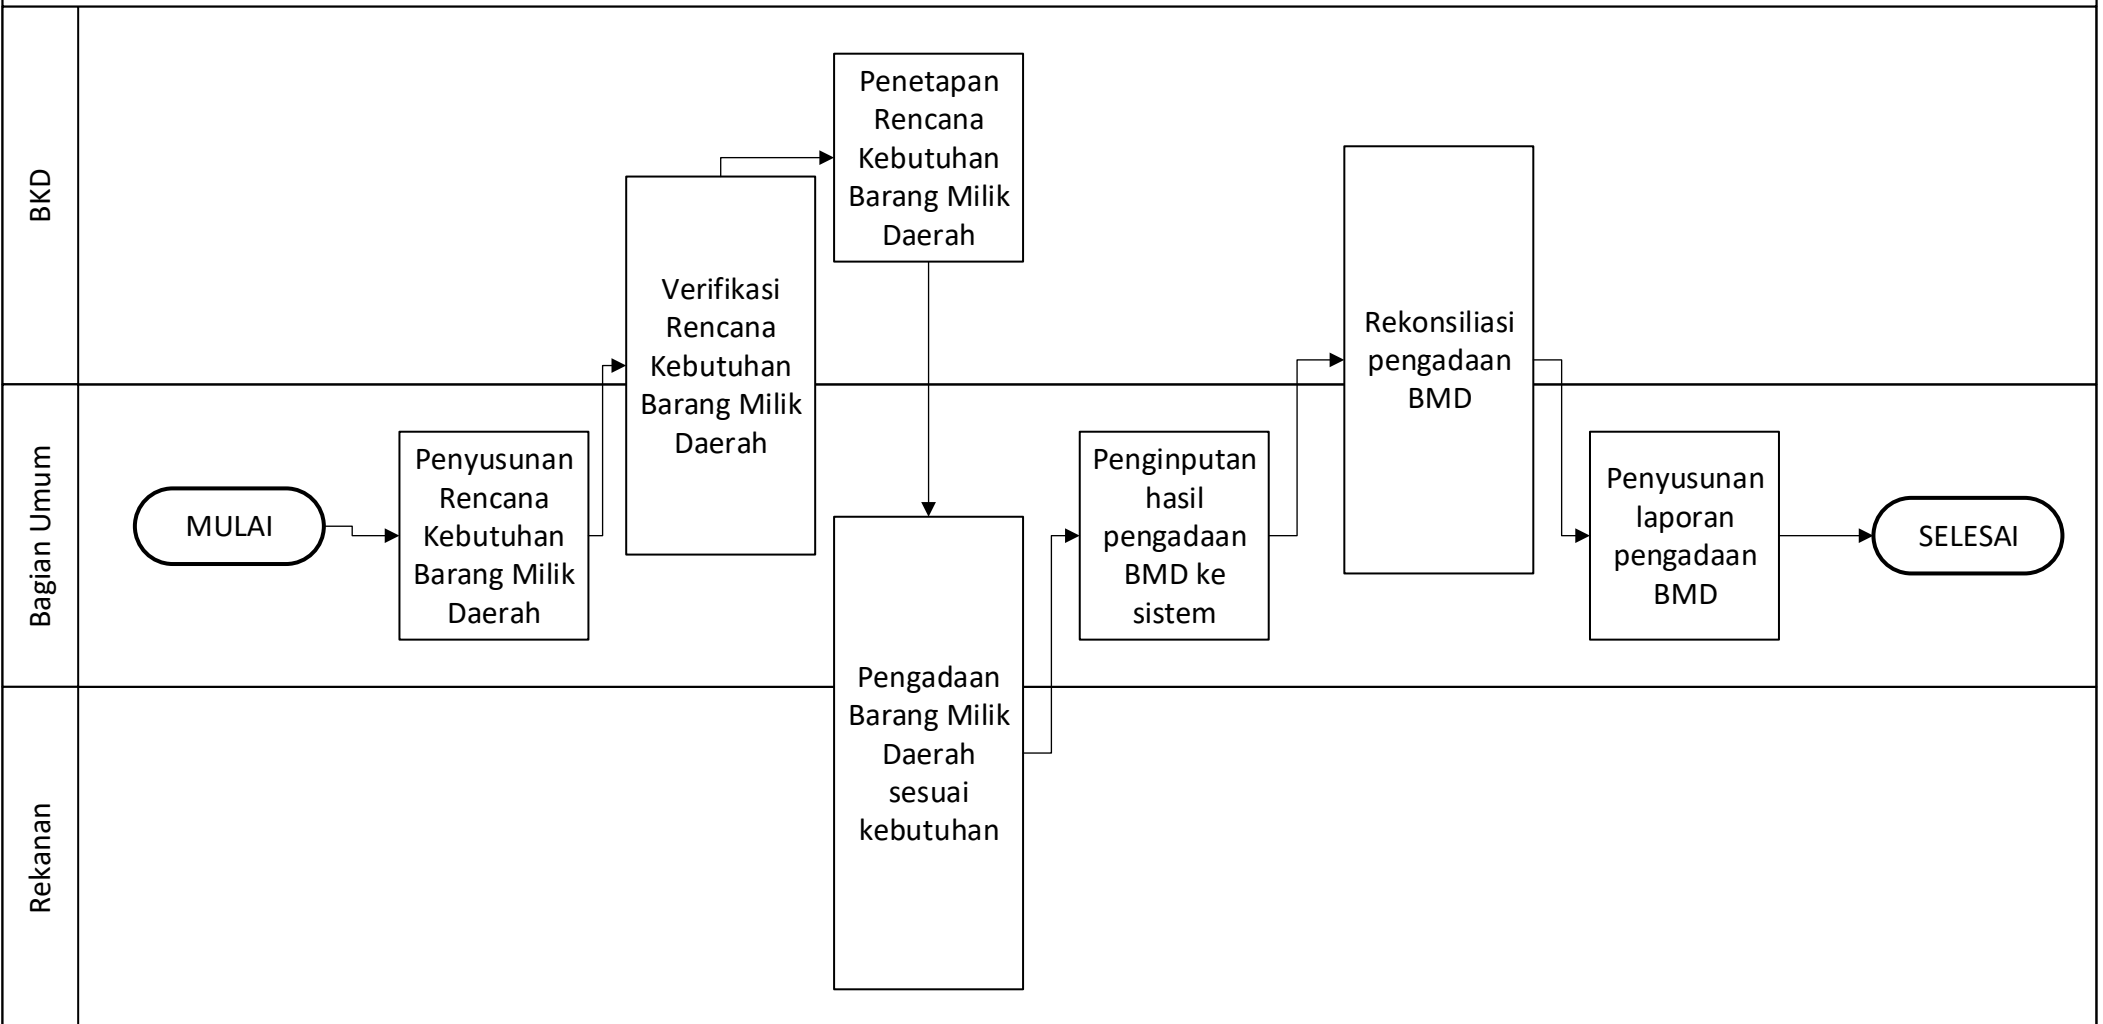 BKD
Penetapan
Rencana
Kebutuhan
Barang Milik
Daerah
Verifikasi
Rencana
Kebutuhan
Barang Milik
Daerah
Rekonsiliasi
pengadaan
BMD
Bagian Umum
MULAI
Penyusunan
Rencana
Kebutuhan
Barang Milik
Daerah
Penginputan
hasil
pengadaan
BMD ke
sistem
Penyusunan
laporan
pengadaan
BMD
SELESAI
Rekanan
Pengadaan
Barang Milik
Daerah
sesuai
kebutuhan